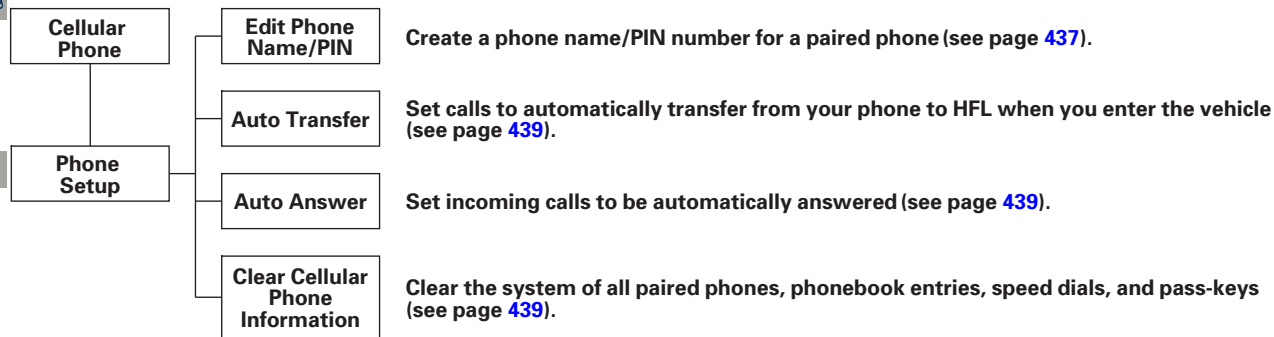 Cellular
Phone
Edit Phone
Name/PIN
Create a phone name/PIN number for a paired phone (see page 437).
Auto Transfer
Set calls to automatically transfer from your phone to HFL when you enter the vehicle
(see page 439).
Phone
Setup
Auto Answer
Set incoming calls to be automatically answered (see page 439).
Clear Cellular
Phone
Information
Clear the system of all paired phones, phonebook entries, speed dials, and pass-keys
(see page 439).